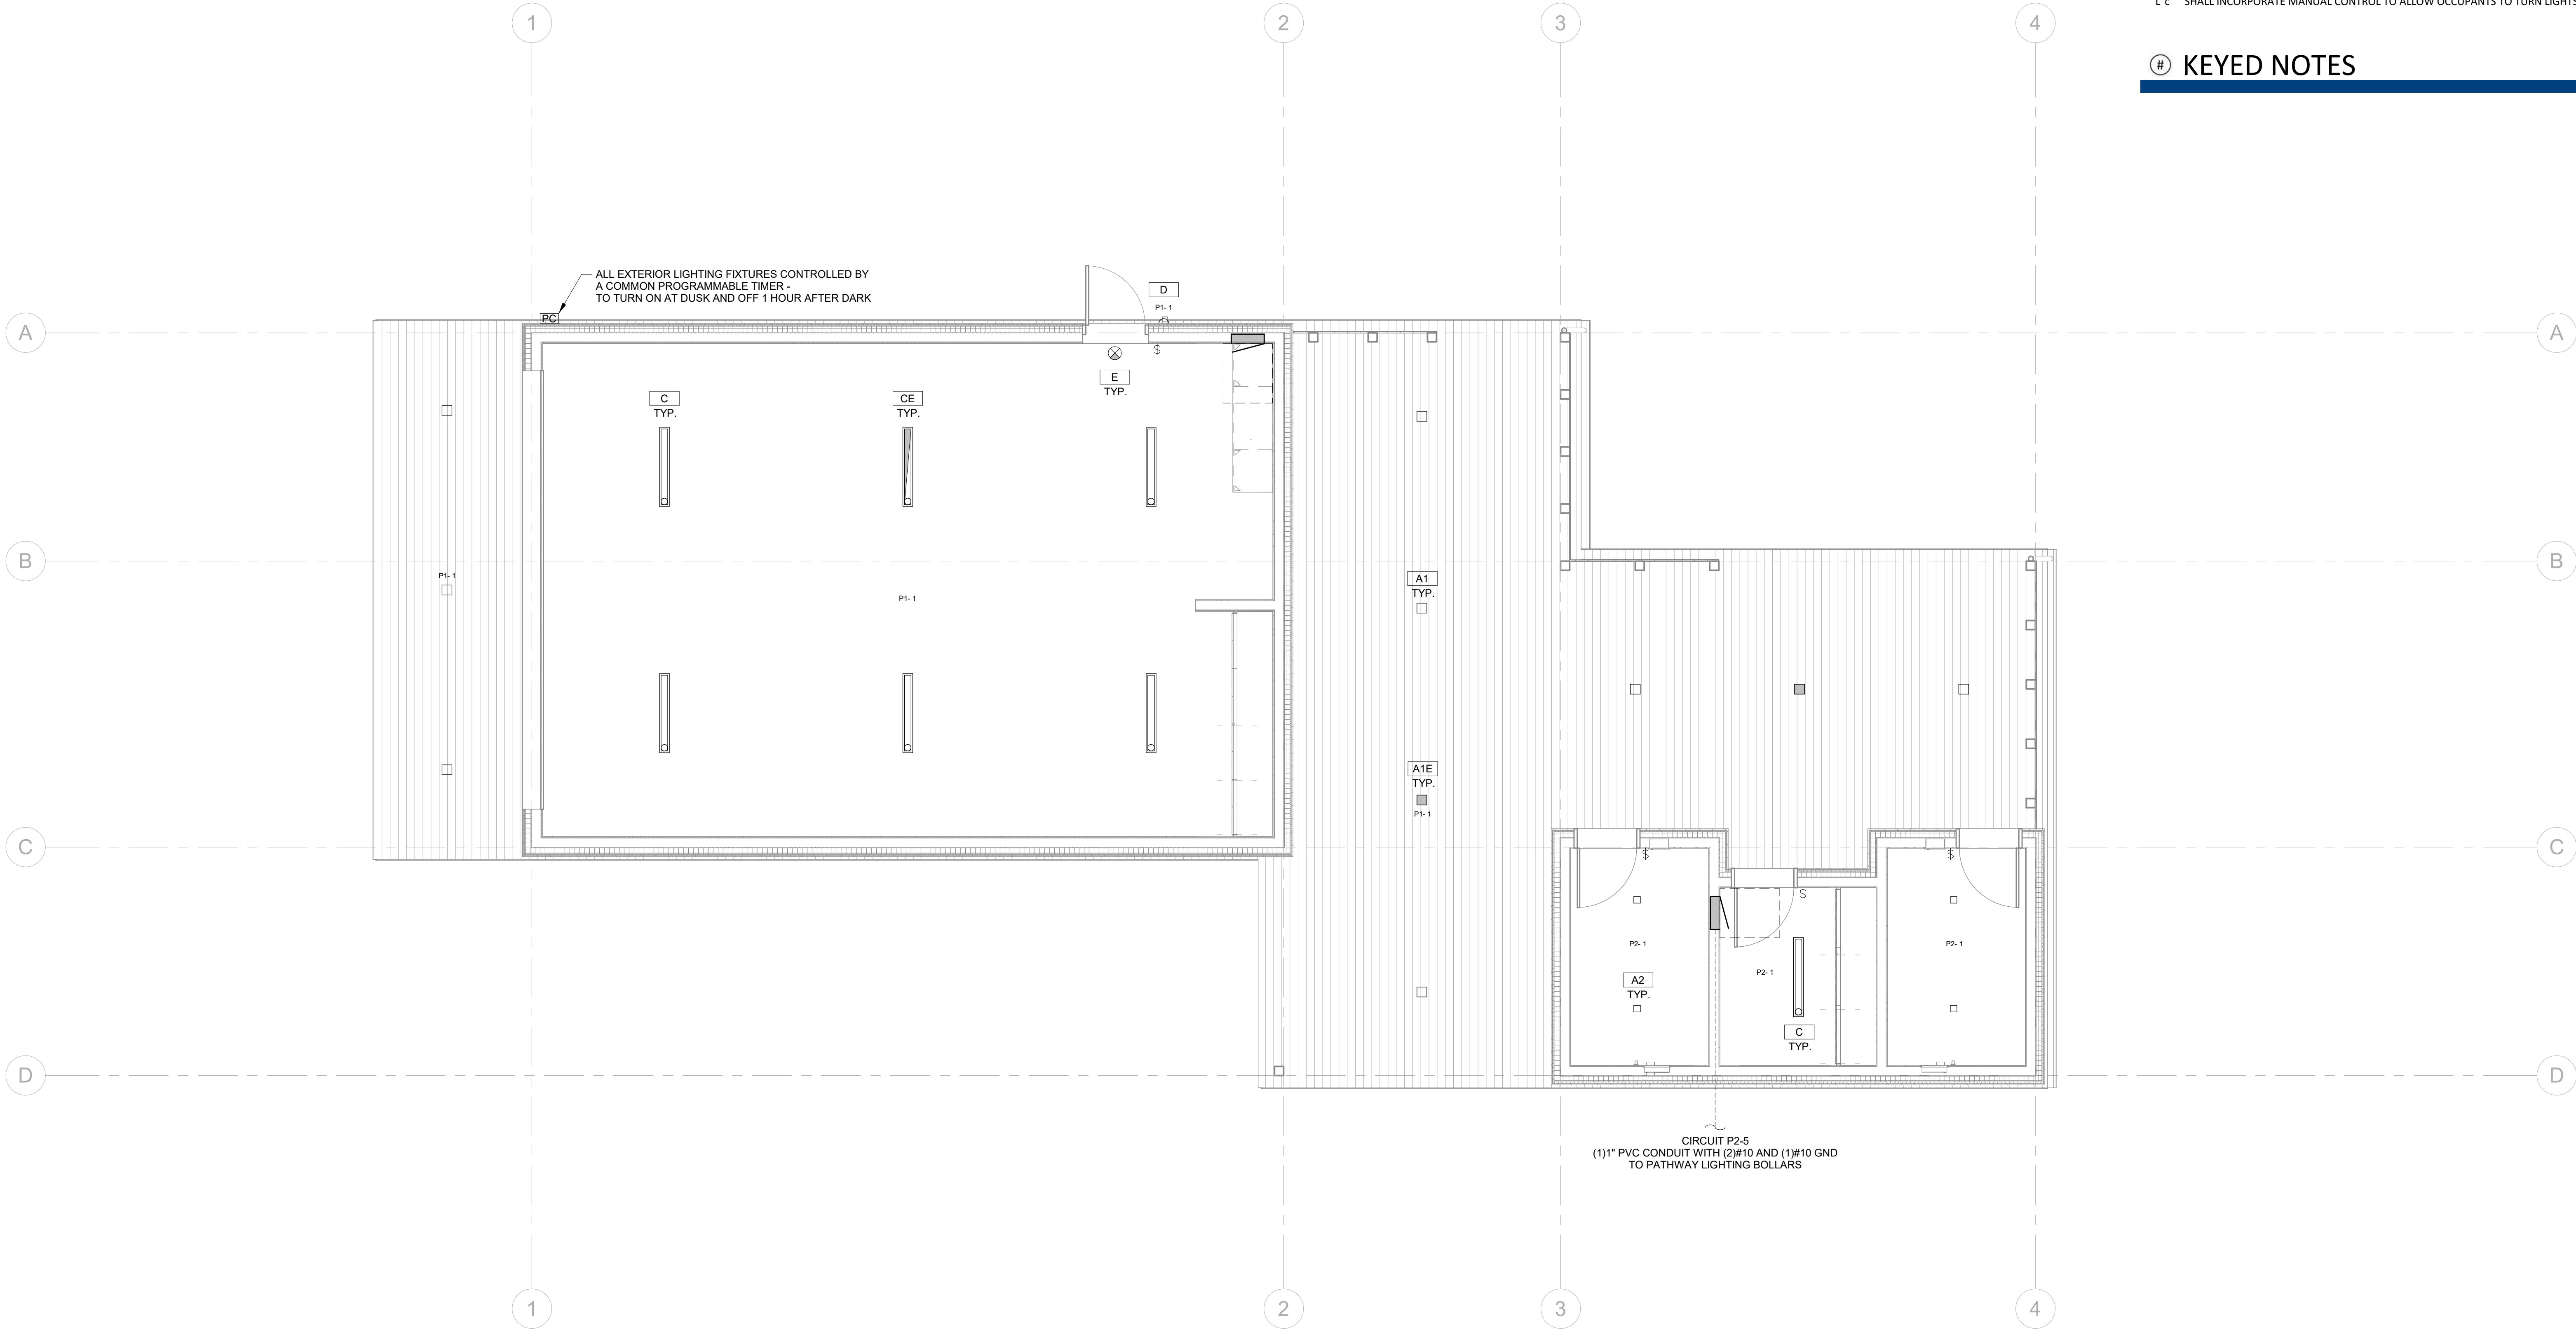 SHALL INCORPORATE MANUAL CONTROL TO ALLOW OCCUPANTS TO TURN LIGHTS
# KEYED NOTES
1
2
3
4
ALL EXTERIOR LIGHTING FIXTURES CONTROLLED BY
A COMMON PROGRAMMABLE TIMER -
TO TURN ON AT DUSK AND OFF 1 HOUR AFTER DARK
D
P1- 1
PC
A
A
$
E
TYP.
C
TYP.
CE
TYP.
B
B
P1- 1
P1- 1
A1
TYP.
A1E
TYP.
P1- 1
C
C
$
$
$
P2- 1
P2- 1
P2- 1
A2
TYP.
C
TYP.
D
D
CIRCUIT P2-5
(1)1" PVC CONDUIT WITH (2)#10 AND (1)#10 GND
TO PATHWAY LIGHTING BOLLARS
1
2
3
4